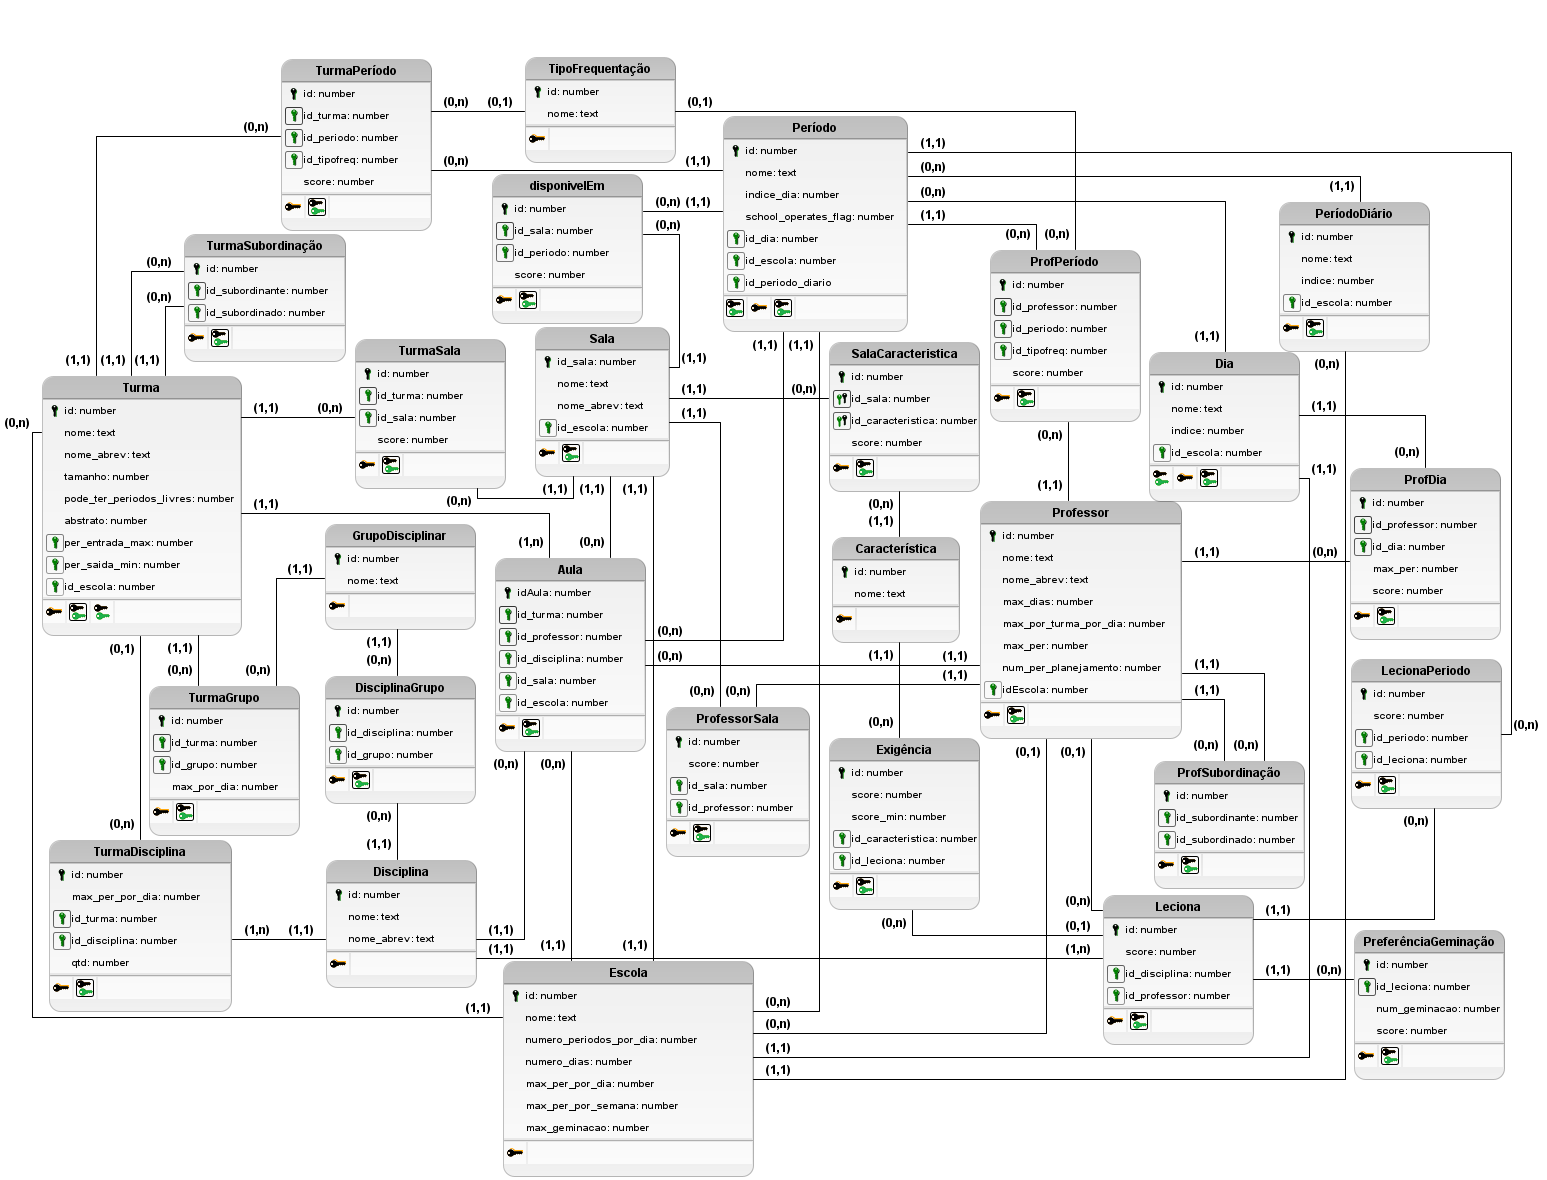 TurmaPeríodo
id: number
id_turma: number
id_periodo: number
id_tipofreq: number
score: number
TipoFrequentação
id: number
nome: text
(0,n)
(0,1)
(0,1)
(0,n)
(0,n)
(1,1)
Período
id: number
nome: text
indice_dia: number
school_operates_flag: number
id_dia: number
id_escola: number
id_periodo_diario
(1,1)
(0,n)
(0,n)
(1,1)
(1,1)
(0,n)
(0,n)
disponivelEm
id: number
id_sala: number
id_periodo: number
score: number
(0,n)
(1,1)
(0,n)
PeríodoDiário
id: number
nome: text
indice: number
id_escola: number
TurmaSubordinação
id: number
id_subordinante: number
id_subordinado: number
(0,n)
(0,n)
ProfPeríodo
id: number
id_professor: number
id_periodo: number
id_tipofreq: number
score: number
(1,1)
(1,1)
(1,1)
TurmaSala
id: number
id_turma: number
id_sala: number
score: number
Sala
id_sala: number
nome: text
nome_abrev: text
id_escola: number
(1,1)
(1,1)
(1,1)
(1,1)
(1,1)
(0,n)
SalaCaracteristica
id: number
id_sala: number
id_caracteristica: number
score: number
(1,1)
(0,n)
Dia
id: number
nome: text
indice: number
id_escola: number
(1,1)
(0,n)
(1,1)
Turma
id: number
nome: text
nome_abrev: text
tamanho: number
pode_ter_periodos_livres: number
abstrato: number
per_entrada_max: number
per_saida_min: number
id_escola: number
(0,n)
(1,1)
(0,n)
(1,1)
(0,n)
(1,1)
(1,1)
(1,1)
(0,n)
(1,1)
(0,n)
(1,1)
ProfDia
id: number
id_professor: number
id_dia: number
max_per: number
score: number
Professor
id: number
nome: text
nome_abrev: text
max_dias: number
max_por_turma_por_dia: number
max_per: number
num_per_planejamento: number
idEscola: number
(1,1)
(0,n)
GrupoDisciplinar
id: number
nome: text
(1,1)
(1,n)
(0,n)
Característica
id: number
nome: text
Aula
idAula: number
id_turma: number
id_professor: number
id_disciplina: number
id_sala: number
id_escola: number
(0,n)
(0,n)
(0,1)
(1,1)
(0,n)
(0,n)
(1,1)
(0,n)
(1,1)
(1,1)
(1,1)
(1,1)
(1,1)
LecionaPeriodo
id: number
score: number
id_periodo: number
id_leciona: number
(0,n)
TurmaGrupo
id: number
id_turma: number
id_grupo: number
max_por_dia: number
DisciplinaGrupo
id: number
id_disciplina: number
id_grupo: number
(0,n)
(0,n)
ProfessorSala
id: number
score: number
id_sala: number
id_professor: number
(0,n)
Exigência
id: number
score: number
score_min: number
id_caracteristica: number
id_leciona: number
(0,1)
(0,1)
(0,n)
(0,n)
ProfSubordinação
id: number
id_subordinante: number
id_subordinado: number
(0,n)
(0,n)
(0,n)
(0,n)
(1,1)
(0,n)
TurmaDisciplina
id: number
max_per_por_dia: number
id_turma: number
id_disciplina: number
qtd: number
(1,n)
(1,1)
Disciplina
id: number
nome: text
nome_abrev: text
(1,1)
(1,1)
(1,1)
(1,1)
(0,n)
(0,n)
(0,1)
(1,n)
Leciona
id: number
score: number
id_disciplina: number
id_professor: number
(1,1)
(1,1)
(0,n)
PreferênciaGeminação
id: number
id_leciona: number
num_geminacao: number
score: number
(1,1)
Escola
id: number
nome: text
numero_periodos_por_dia: number
numero_dias: number
max_per_por_dia: number
max_per_por_semana: number
max_geminacao: number
(0,n)
(0,n)
(1,1)
(1,1)